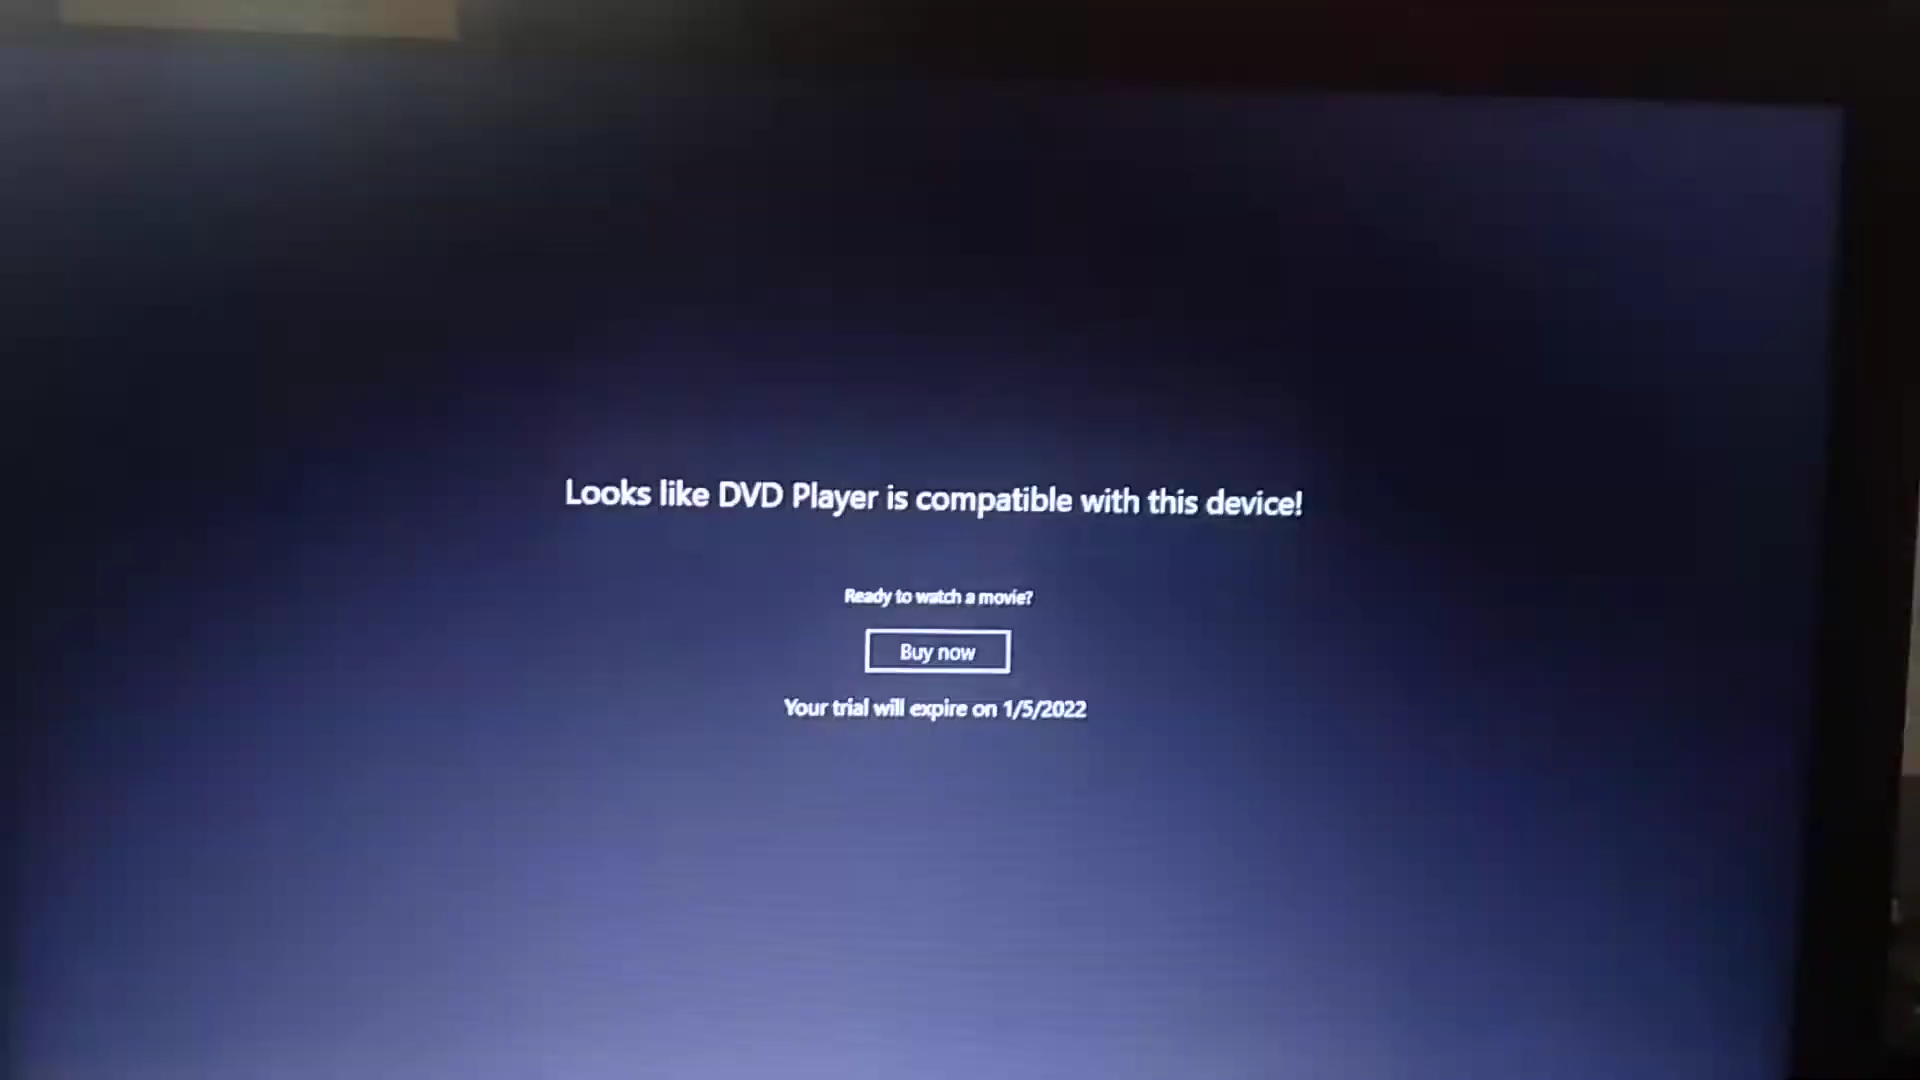 Looks like DVD Player is compatible with this device!
Ready to watch a movie?
Buy now
Your trial will expire on 1/5/2022